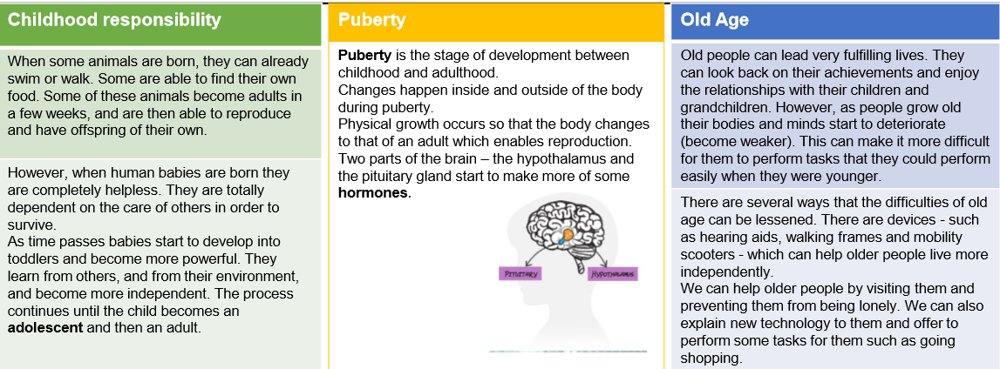 Childhood responsibility
When some animals are born, they can already
swim or walk. Some are able to find their own
food. Some of these animals become adults in
a few weeks, and are then able to reproduce
and have offspring of their own.
However, when human babies are born they
are completely helpless. They are totally
dependent on the care of others in order to
survive.
As time passes babies start to develop into
toddlers and become more powerful. They
learn from others, and from their environment,
and become more independent. The process
continues until the child becomes an
adolescent and then an adult.
Puberty
Puberty is the stage of development between
childhood and adulthood.
Changes happen inside and outside of the body
during puberty.
Physical growth occurs so that the body changes
to that of an adult which enables reproduction.
Two parts of the brain – the hypothalamus and
the pituitary gland start to make more of some
hormones.
PITUITARY
HYPOTHALAMUS
Old Age
Old people can lead very fulfilling lives. They
can look back on their achievements and enjoy
the relationships with their children and
grandchildren. However, as people grow old
their bodies and minds start to deteriorate
(become weaker). This can make it more difficult
for them to perform tasks that they could perform
easily when they were younger.
There are several ways that the difficulties of old
age can be lessened. There are devices - such
as hearing aids, walking frames and mobility
scooters - which can help older people live more
independently.
We can help older people by visiting them and
preventing them from being lonely. We can also
explain new technology to them and offer to
perform some tasks for them such as going
shopping.